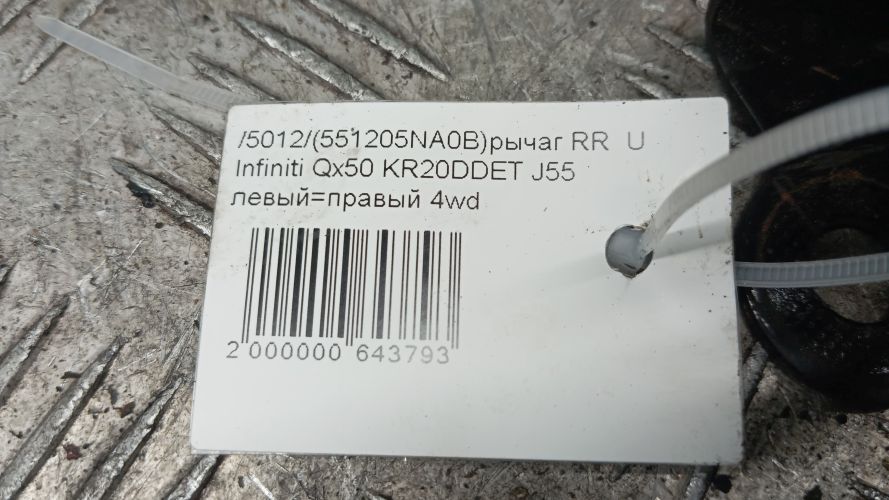 /5012/(551205NA0B)рычаг RR U
Infiniti Qx50 KR20DDET J55
левый=правый 4wd
2 000000 643793